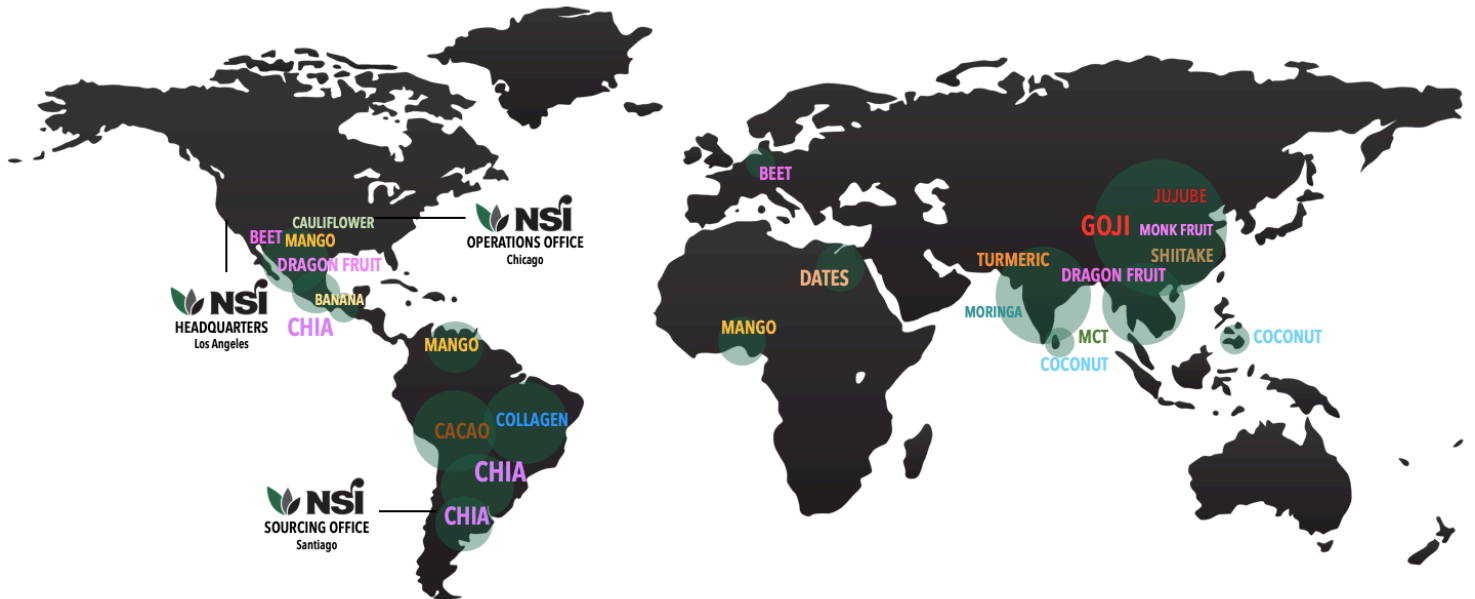 BEET
JUJUBE
GOJI
MONK FRUIT
SHIITAKE
CAULIFLOWER
BEET
MANGO
DRAGON FRUIT
BANANA
CHIA
NSI
OPERATIONS OFFICE
Chicago
NSI
HEADQUARTERS
Los Angeles
DATES
TURMERIC
DRAGON FRUIT
MORINGA
MANGO
MCT
COCONUT
COCONUT
MANGO
COLLAGEN
CACAO
CHIA
CHIA
NSI
SOURCING OFFICE
Santiago